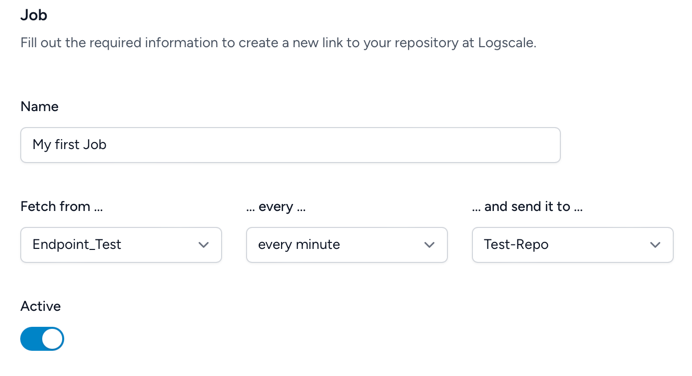 Job
Fill out the required information to create a new link to your repository at Logscale.
Name
My first Job
Fetch from ... ... every ... ... and send it to ...
Endpoint_Test every minute Test-Repo
Active